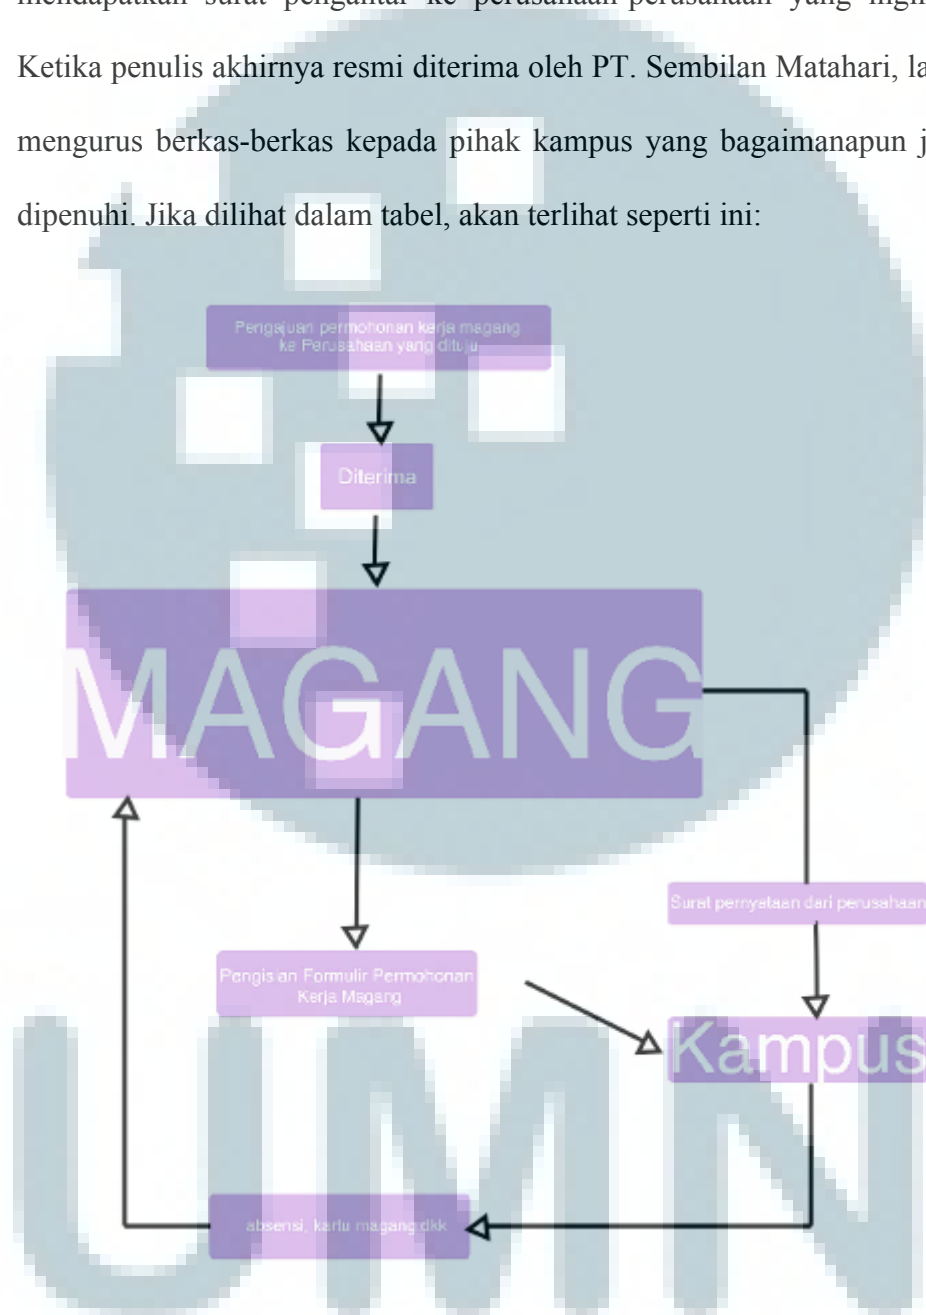 mendapatkan surat pengantar ke perusahaan-perusahaan yang
Ketika penulis akhirnya resmi diterima oleh PT. Sembilan Matahari, la
mengurus berkas-berkas kepada pihak kampus yang bagaimanapun j
dipenuhi. Jika dilihat dalam tabel, akan terlihat seperti ini:
Pengajuan permohonan kerja magang
ke Perusahaan yang dituju
Diterima
MAGANG
Surat pernyataan dari perusahaan
Pengisian Formulir Permohonan
Kerja Magang
Kampus
absensi, kartu magang dkk
UMN